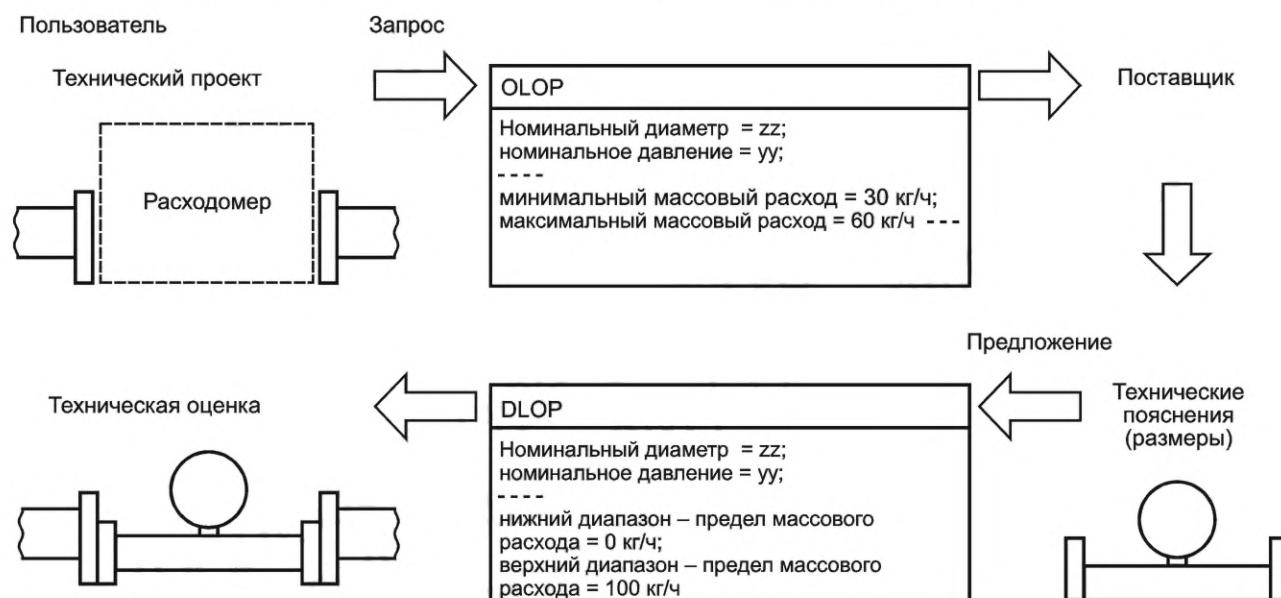 Пользователь
Запрос
Технический проект
Расходомер
OLOP
Номинальный диаметр = zz;
номинальное давление = yy;
----
минимальный массовый расход = 30 кг/ч;
максимальный массовый расход = 60 кг/ч ---
Поставщик
Предложение
Технические
пояснения
(размеры)
DLOP
Номинальный диаметр = zz;
номинальное давление = yy;
----
нижний диапазон – предел массового
расхода = 0 кг/ч;
верхний диапазон – предел массового
расхода = 100 кг/ч
Техническая оценка